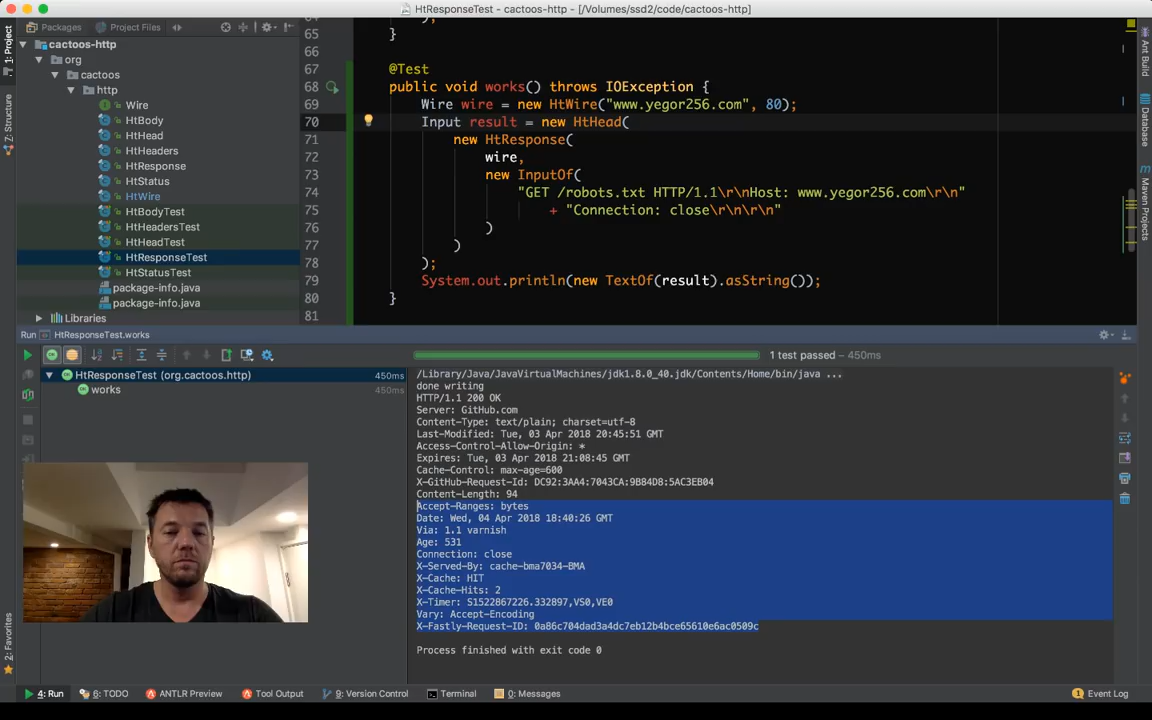 HtResponseTest - cactoos-http - [/Volumes/ssd2/code/cactoos-http]
Packages
Project Files
cactoos-http
org
cactoos
http
Wire
HtBody
HtHead
HtHeaders
HtResponse
HtStatus
HtWire
HtBodyTest
HtHeadersTest
HtHeadTest
HtResponseTest
HtStatusTest
package-info.java
package-info.java
Libraries
1: Project
7: Structure
2: Favorites
Ant Build
Database
Maven Projects
65 }
66
67 @Test
68 public void works() throws IOException {
69 Wire wire = new HtWire("www.yegor256.com", 80);
70 Input result = new HtHead(
71 new HtResponse(
72 wire,
73 new InputOf(
74 "GET /robots.txt HTTP/1.1\r\nHost: www.yegor256.com\r\n"
75 + "Connection: close\r\n\r\n"
76 )
77 )
78 );
79 System.out.println(new TextOf(result).asString());
80 }
81
Run HtResponseTest.works
1 test passed – 450ms
HtResponseTest (org.cactoos.http) 450ms
works 450ms
/Library/Java/JavaVirtualMachines/jdk1.8.0_40.jdk/Contents/Home/bin/java ...
done writing
HTTP/1.1 200 OK
Server: GitHub.com
Content-Type: text/plain; charset=utf-8
Last-Modified: Tue, 03 Apr 2018 20:45:51 GMT
Access-Control-Allow-Origin: *
Expires: Tue, 03 Apr 2018 21:08:45 GMT
Cache-Control: max-age=600
X-GitHub-Request-Id: DC92:3AA4:7043CA:9B84D8:5AC3EB04
Content-Length: 94
Accept-Ranges: bytes
Date: Wed, 04 Apr 2018 18:40:26 GMT
Via: 1.1 varnish
Age: 531
Connection: close
X-Served-By: cache-bma7034-BMA
X-Cache: HIT
X-Cache-Hits: 2
X-Timer: S1522867226.332897,VS0,VE0
Vary: Accept-Encoding
X-Fastly-Request-ID: 0a86c704dad3a4dc7eb12b4bce65610e6ac0509c
Process finished with exit code 0
4: Run
6: TODO
ANTLR Preview
Tool Output
9: Version Control
Terminal
0: Messages
Event Log